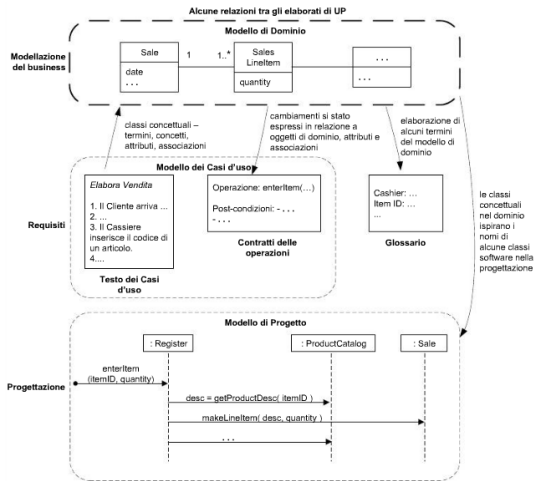 Alcune relazioni tra gli elaborati di UP
Modello di Dominio
Modellazione
del business
Sale
date
. . .
1
1..*
Sales
LineItem
quantity
. . .
. . .
classi concettuali –
termini, concetti,
attributi, associazioni
cambiamenti si stato
espressi in relazione a
oggetti di dominio, attributi e
associazioni
elaborazione di
alcuni termini
del modello di
dominio
le classi
concettuali
nel dominio
ispirano i
nomi di
alcune classi
software nella
progettazione
Modello dei Casi d'uso
Requisiti
Elabora Vendita
1. Il Cliente arriva ...
2. ...
3. Il Cassiere
inserisce il codice di
un articolo.
4....
Testo dei Casi
d'uso
Operazione: enterItem(…)
Post-condizioni: - . . .
- . . .
Contratti delle
operazioni
Cashier: …
Item ID: …
...
Glossario
Modello di Progetto
Progettazione
: Register
: ProductCatalog
: Sale
enterItem
(itemID, quantity)
desc = getProductDesc( itemID )
makeLineItem( desc, quantity )
. . .